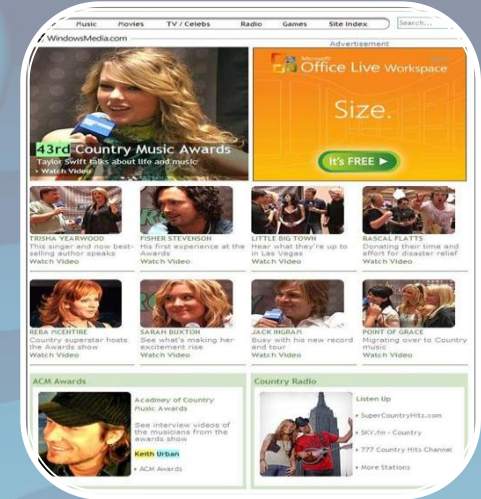 Music Movies TV / Celebs Radio Games Site Index Search...
WindowsMedia.com
Advertisement
43rd Country Music Awards
Taylor Swift talks about life and music
Watch Video
Microsoft®
Office Live Workspace
Size.
It's FREE
TRISHA YEARWOOD
This singer and now best-
selling author speaks
Watch Video
FISHER STEVENSON
His first experience at the
Awards
Watch Video
LITTLE BIG TOWN
Hear what they're up to
in Las Vegas
Watch Video
RASCAL FLATTS
Donating their time and
effort for disaster relief
Watch Video
REBA MCENTIRE
Country superstar hosts
the Awards show
Watch Video
SARAH BUXTON
See what's making her
excitement rise
Watch Video
JACK INGRAM
Busy with his new record
and tour
Watch Video
POINT OF GRACE
Migrating over to Country
music
Watch Video
ACM Awards
Acadmey of Country
Music Awards
See interview videos of
the musicians from the
awards show
Keith Urban
ACM Awards
Country Radio
Listen Up
SuperCountryHits.com
SKY.fm - Country
777 Country Hits Channel
More Stations